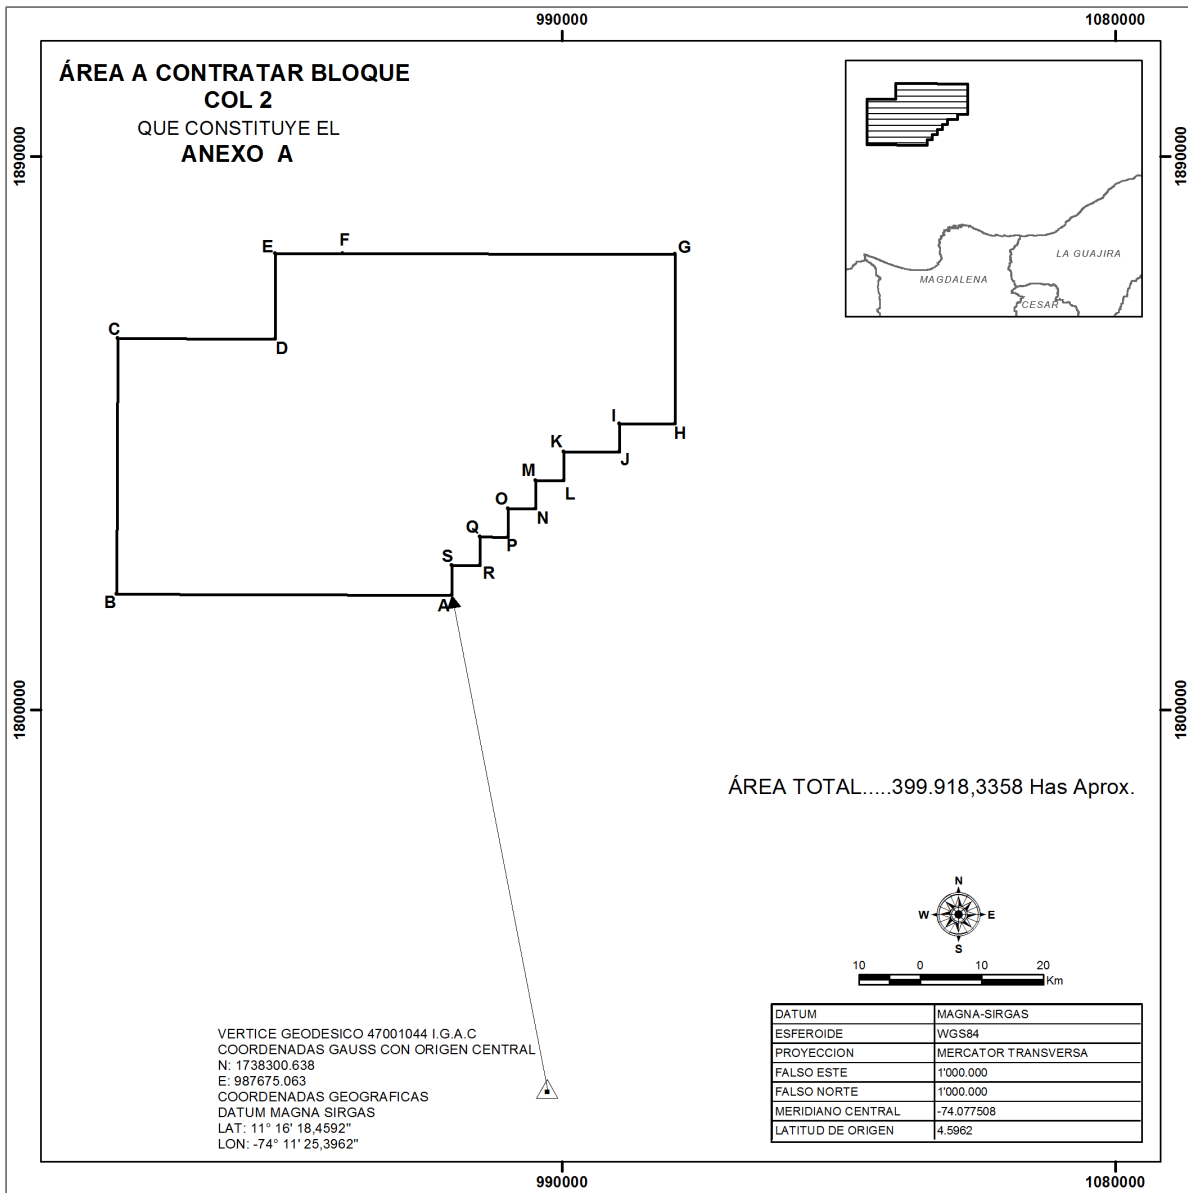 990000
1080000
ÁREA A CONTRATAR BLOQUE
COL 2
QUE CONSTITUYE EL
ANEXO A
1890000
1890000
LA GUAJIRA
MAGDALENA
CESAR
E
F
G
C
D
I
H
K
J
M
L
O
N
Q
P
S
R
B
A
1800000
1800000
ÁREA TOTAL.....399.918,3358 Has Aprox.
N
W
E
S
10 0 10 20
Km
VERTICE GEODESICO 47001044 I.G.A.C
COORDENADAS GAUSS CON ORIGEN CENTRAL
N: 1738300.638
E: 987675.063
COORDENADAS GEOGRAFICAS
DATUM MAGNA SIRGAS
LAT: 11° 16' 18,4592"
LON: -74° 11' 25,3962"
DATUM MAGNA-SIRGAS
ESFEROIDE WGS84
PROYECCION MERCATOR TRANSVERSA
FALSO ESTE 1'000.000
FALSO NORTE 1'000.000
MERIDIANO CENTRAL -74.077508
LATITUD DE ORIGEN 4.5962
990000
1080000